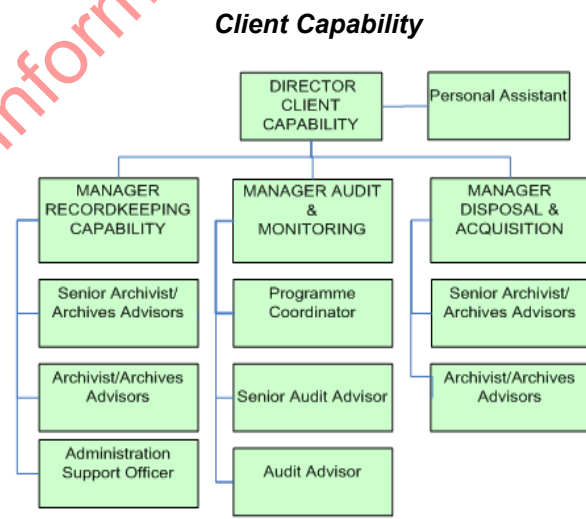 Client Capability
inform
DIRECTOR
CLIENT
CAPABILITY
Personal Assistant
MANAGER
RECORDKEEPING
CAPABILITY
MANAGER AUDIT
&
MONITORING
MANAGER
DISPOSAL &
ACQUISITION
Senior Archivist/
Archives Advisors
Programme
Coordinator
Senior Archivist/
Archives Advisors
Archivist/Archives
Advisors
Senior Audit Advisor
Archivist/Archives
Advisors
Administration
Support Officer
Audit Advisor